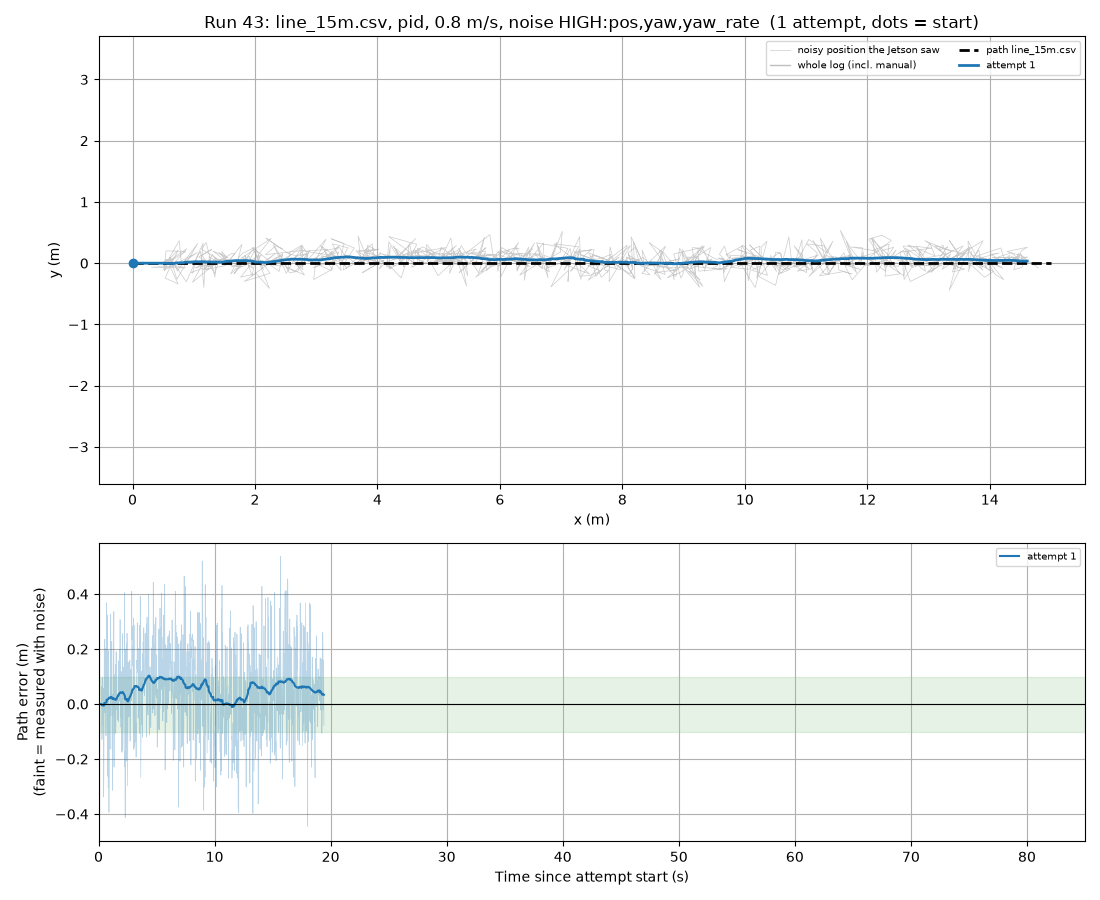 Run 43: line_15m.csv, pid, 0.8 m/s, noise HIGH:pos,yaw,yaw_rate  (1 attempt, dots = start)
noisy position the Jetson saw
whole log (incl. manual)
path line_15m.csv
attempt 1
y (m)
3
2
1
0
−1
−2
−3
0 2 4 6 8 10 12 14
x (m)
attempt 1
Path error (m)
(faint = measured with noise)
0.4
0.2
0.0
−0.2
−0.4
0 10 20 30 40 50 60 70 80
Time since attempt start (s)